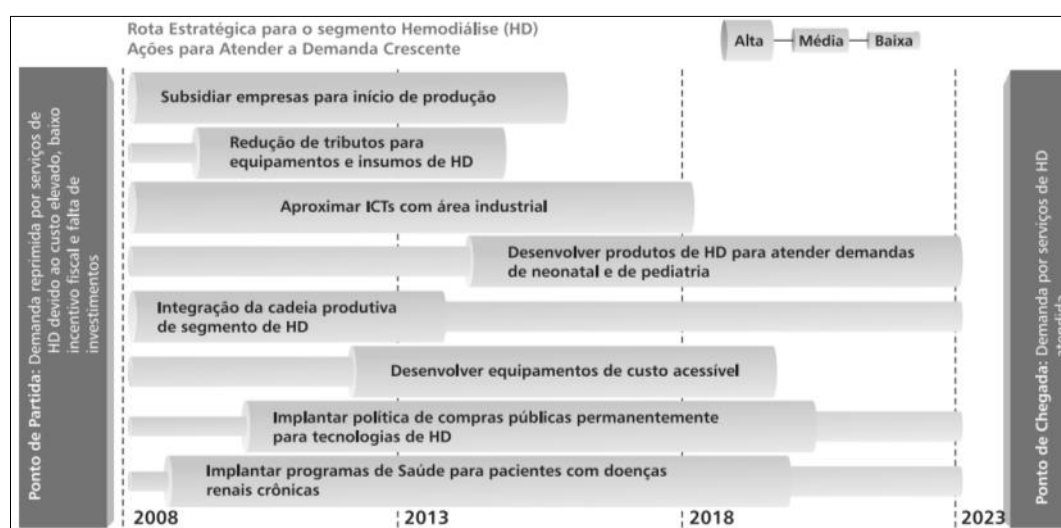 Rota Estratégica para o segmento Hemodiálise (HD)
Ações para Atender a Demanda Crescente
Alta
Média
Baixa
Ponto de Partida: Demanda reprimida por serviços de
HD devido ao custo elevado, baixo
incentivo fiscal e falta de
investimentos
Subsidiar empresas para início de produção
Redução de tributos para
equipamentos e insumos de HD
Aproximar ICTs com área industrial
Desenvolver produtos de HD para atender demandas
de neonatal e de pediatria
Integração da cadeia produtiva
de segmento de HD
Desenvolver equipamentos de custo acessível
Implantar política de compras públicas permanentemente
para tecnologias de HD
Implantar programas de Saúde para pacientes com doenças
renais crônicas
2008
2013
2018
2023
Ponto de Chegada: Demanda por serviços de HD